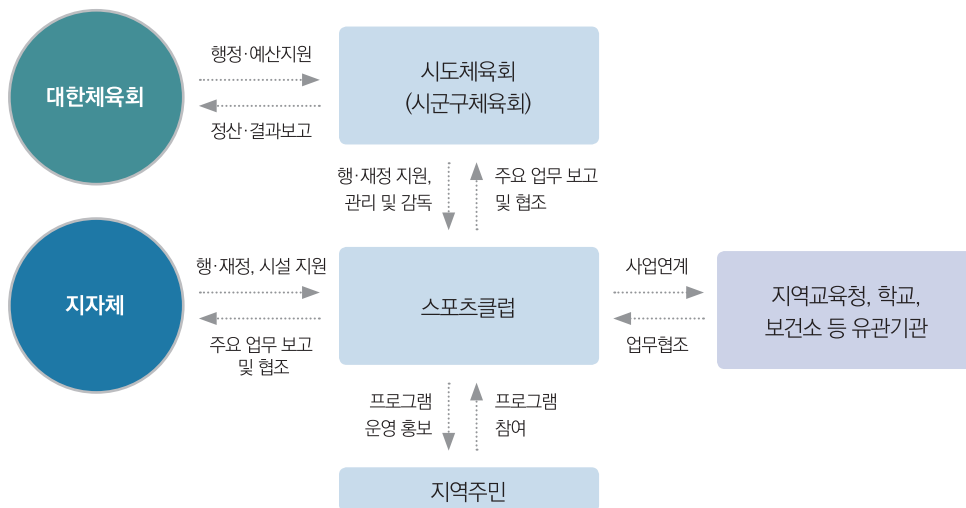 대한체육회
행정·예산지원
정산·결과보고
시도체육회
(시군구체육회)
행·재정 지원,
관리 및 감독
주요 업무 보고
및 협조
지자체
행·재정, 시설 지원
주요 업무 보고
및 협조
스포츠클럽
사업연계
업무협조
지역교육청, 학교,
보건소 등 유관기관
프로그램
운영 홍보
프로그램
참여
지역주민